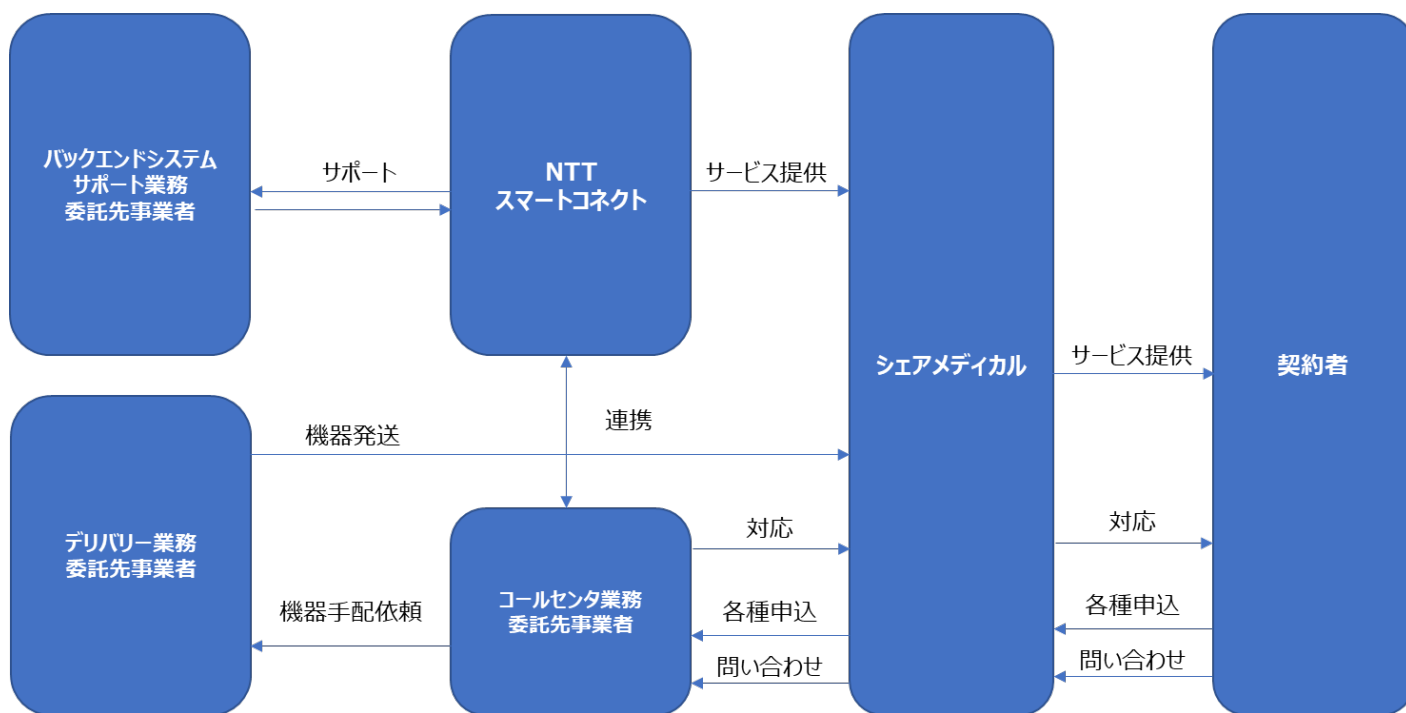 バックエンドシステム
サポート業務
委託先事業者
サポート
NTT
スマートコネクト
サービス提供
シェアメディカル
サービス提供
契約者
機器発送
連携
デリバリー業務
委託先事業者
機器手配依頼
コールセンタ業務
委託先事業者
対応
各種申込
問い合わせ
対応
各種申込
問い合わせ